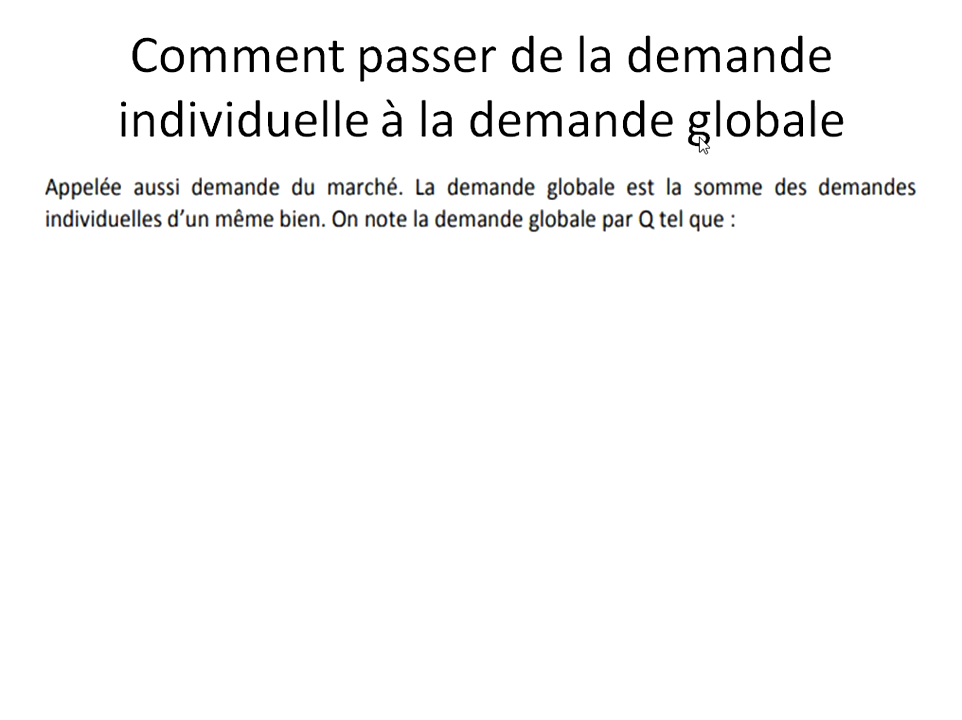 Comment passer de la demande
individuelle à la demande globale
Appelée aussi demande du marché. La demande globale est la somme des demandes
individuelles d’un même bien. On note la demande globale par Q tel que :